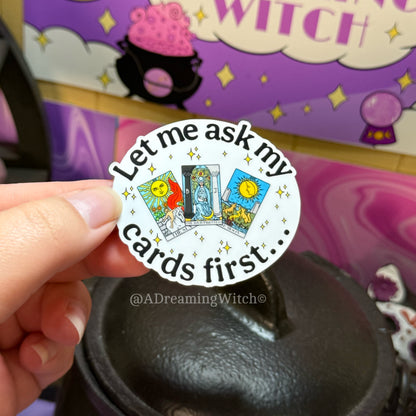 WITCH
Let me ask my
cards first...
@ADreamingWitch©